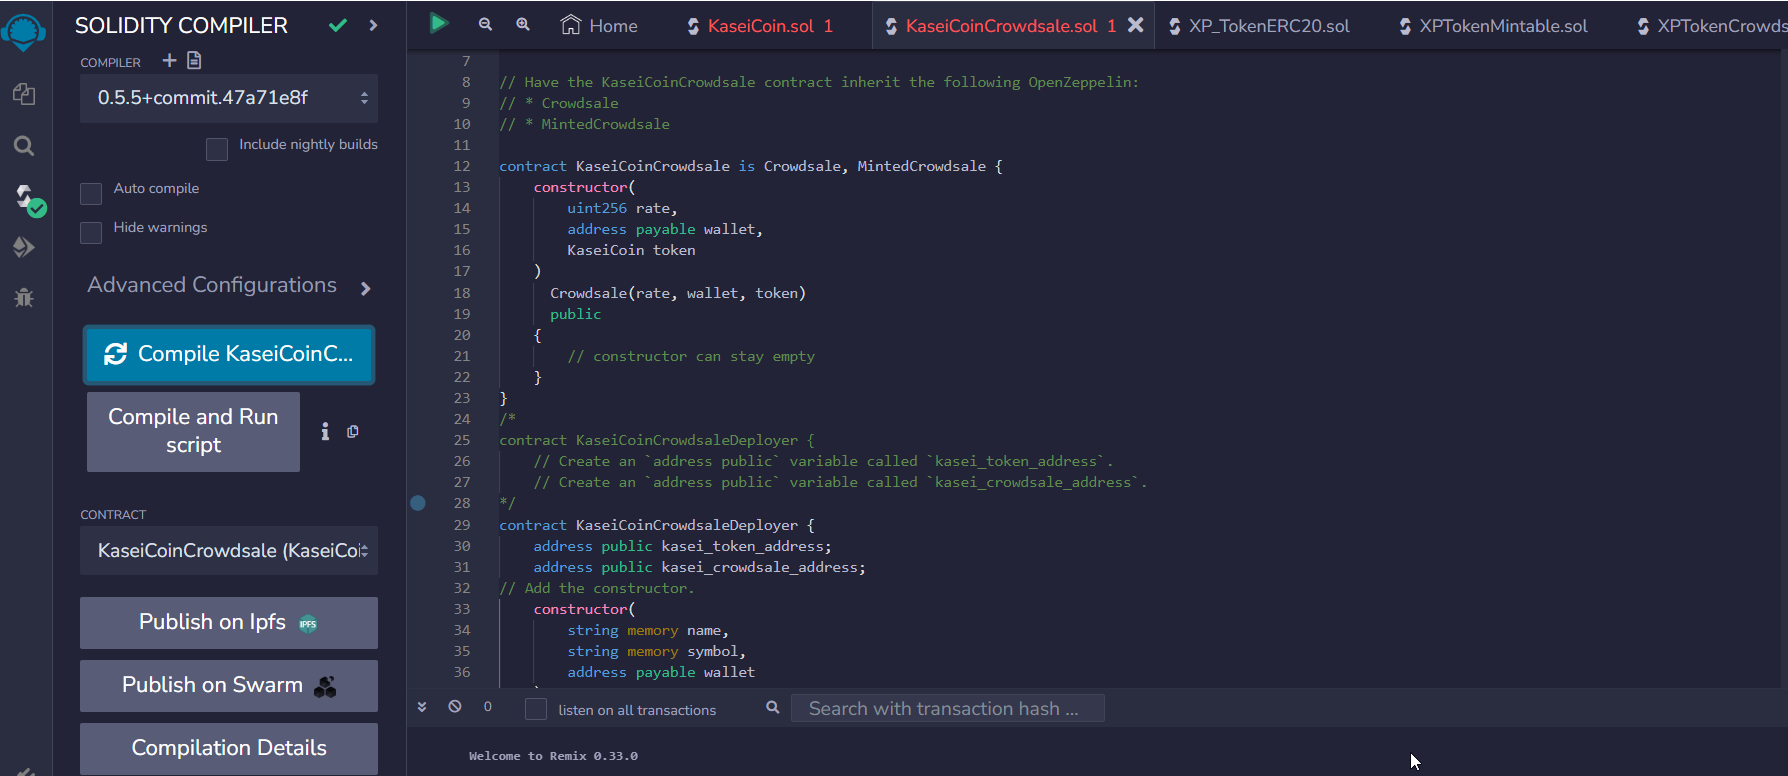 SOLIDITY COMPILER
COMPILER
0.5.5+commit.47a71e8f
Include nightly builds
Auto compile
Hide warnings
Advanced Configurations
Compile KaseiCoinC...
Compile and Run
script
CONTRACT
KaseiCoinCrowdsale (KaseiCoi
Publish on Ipfs IPFS
Publish on Swarm
Compilation Details
Home KaseiCoin.sol 1 KaseiCoinCrowdsale.sol 1 XP_TokenERC20.sol XPTokenMintable.sol XPTokenCrowds
7
8 // Have the KaseiCoinCrowdsale contract inherit the following OpenZeppelin:
9 // * Crowdsale
10 // * MintedCrowdsale
11
12 contract KaseiCoinCrowdsale is Crowdsale, MintedCrowdsale {
13 constructor(
14 uint256 rate,
15 address payable wallet,
16 KaseiCoin token
17 )
18 Crowdsale(rate, wallet, token)
19 public
20 {
21 // constructor can stay empty
22 }
23 }
24 /*
25 contract KaseiCoinCrowdsaleDeployer {
26 // Create an `address public` variable called `kasei_token_address`.
27 // Create an `address public` variable called `kasei_crowdsale_address`.
28 */
29 contract KaseiCoinCrowdsaleDeployer {
30 address public kasei_token_address;
31 address public kasei_crowdsale_address;
32 // Add the constructor.
33 constructor(
34 string memory name,
35 string memory symbol,
36 address payable wallet
0 listen on all transactions Search with transaction hash ...
Welcome to Remix 0.33.0